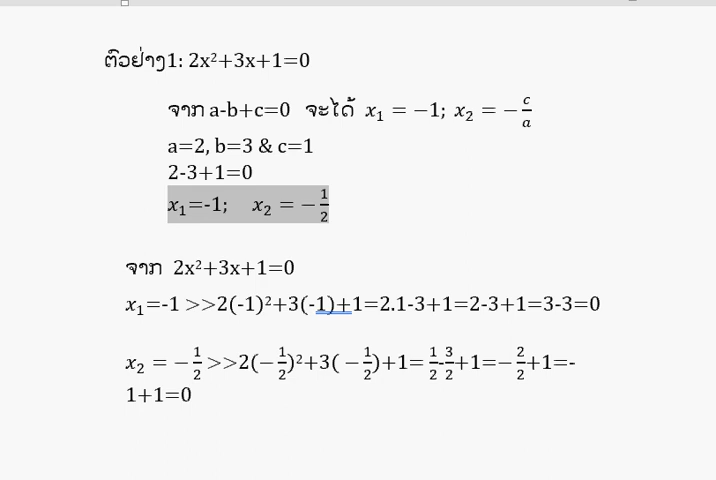 ຕົວຢ່າງ1: 2x²+3x+1=0
ຈາກ a-b+c=0 ຈະໄດ້ x₁ = −1; x₂ = −c/a
a=2, b=3 & c=1
2-3+1=0
x₁=-1; x₂ = −1/2
ຈາກ 2x²+3x+1=0
x₁=-1 >>2(-1)²+3(-1)+1=2.1-3+1=2-3+1=3-3=0
x₂ = −1/2 >>2(−1/2)²+3( −1/2)+1=1/2-3/2+1=−2/2+1=-
1+1=0